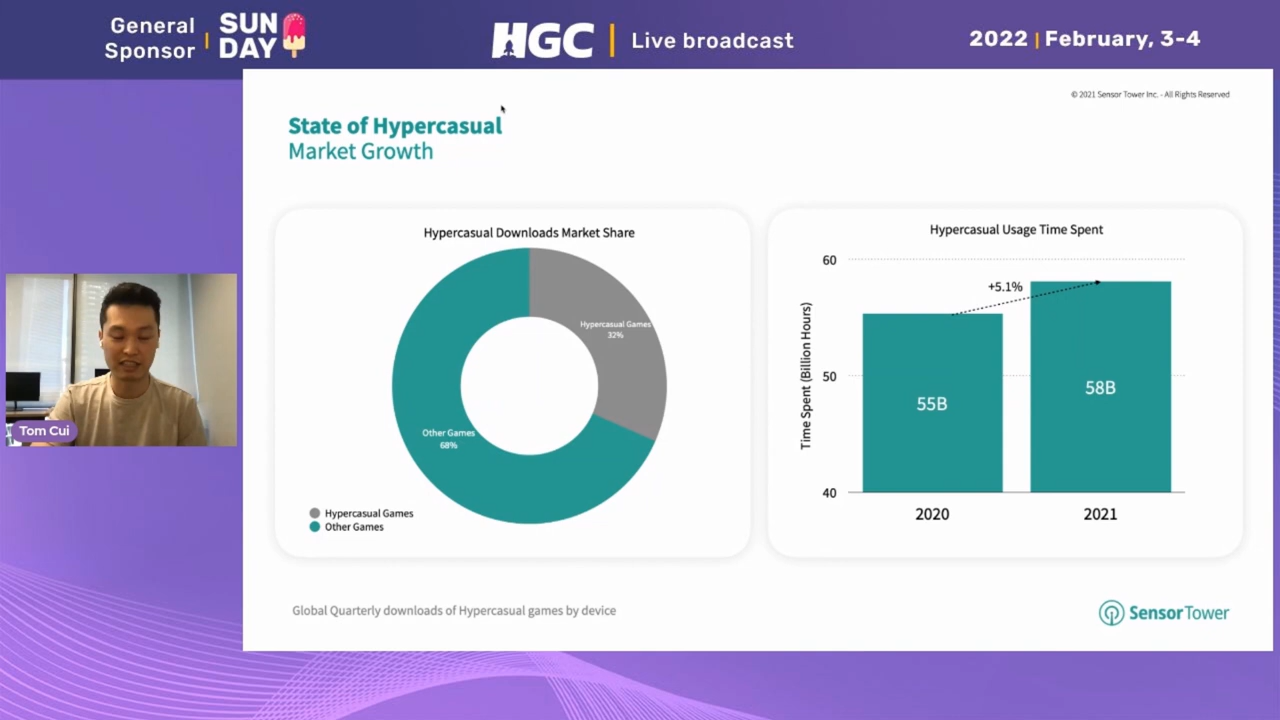 General
Sponsor
SUN
DAY
HGC
Live broadcast
2022 | February, 3-4
© 2021 Sensor Tower Inc. - All Rights Reserved
State of Hypercasual
Market Growth
Hypercasual Downloads Market Share
Hypercasual Games
32%
Other Games
68%
Hypercasual Games
Other Games
Hypercasual Usage Time Spent
Time Spent (Billion Hours)
60
50
40
+5.1%
55B
58B
2020
2021
Tom Cui
Global Quarterly downloads of Hypercasual games by device
SensorTower